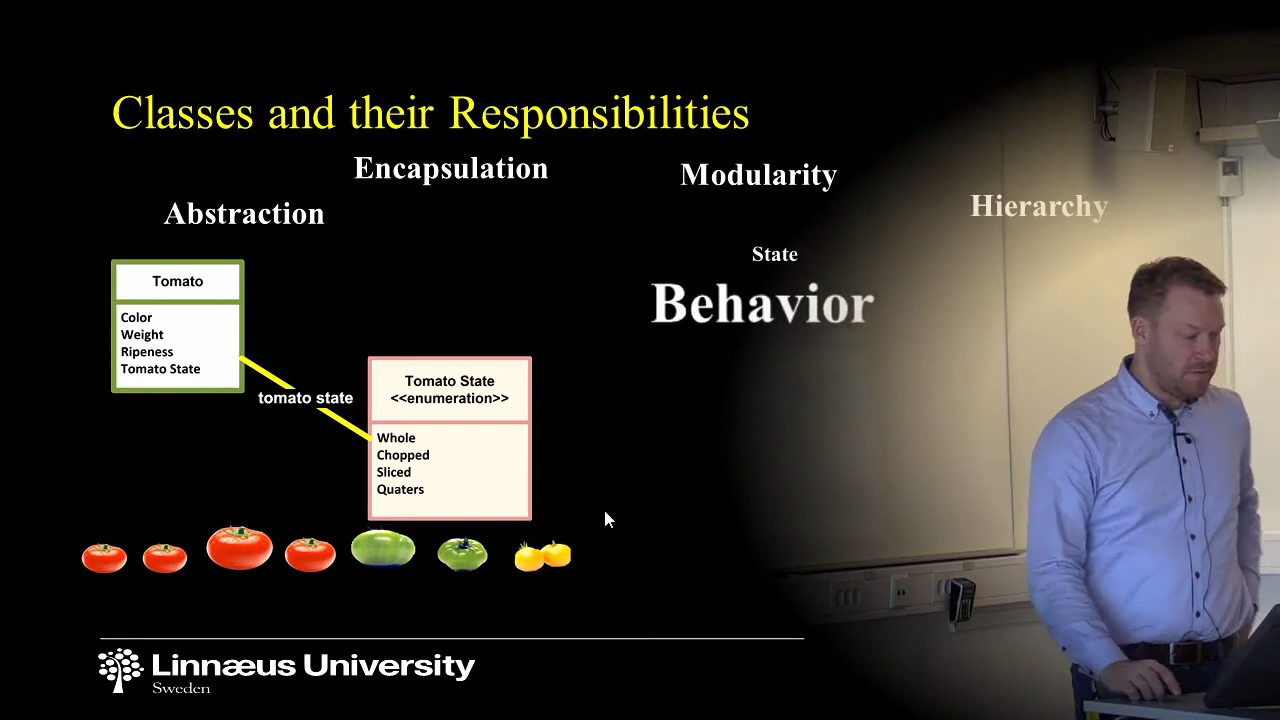 Classes and their Responsibilities
Encapsulation
Modularity
Hierarchy
Abstraction
State
Behavior
Tomato
Color
Weight
Ripeness
Tomato State
tomato state
Tomato State
<<enumeration>>
Whole
Chopped
Sliced
Quaters
Linnæus University
Sweden